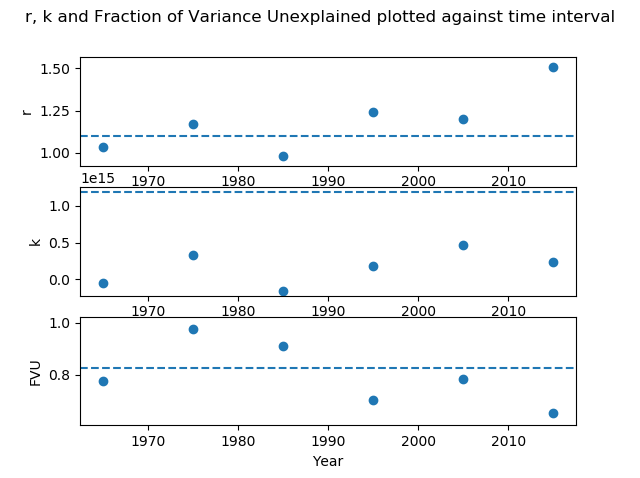 r, k and Fraction of Variance Unexplained plotted against time interval
1.50
1.25
1.00
r
1970 1980 1990 2000 2010
1e15
1.0
0.5
0.0
k
1970 1980 1990 2000 2010
1.0
0.8
FVU
1970 1980 1990 2000 2010
Year